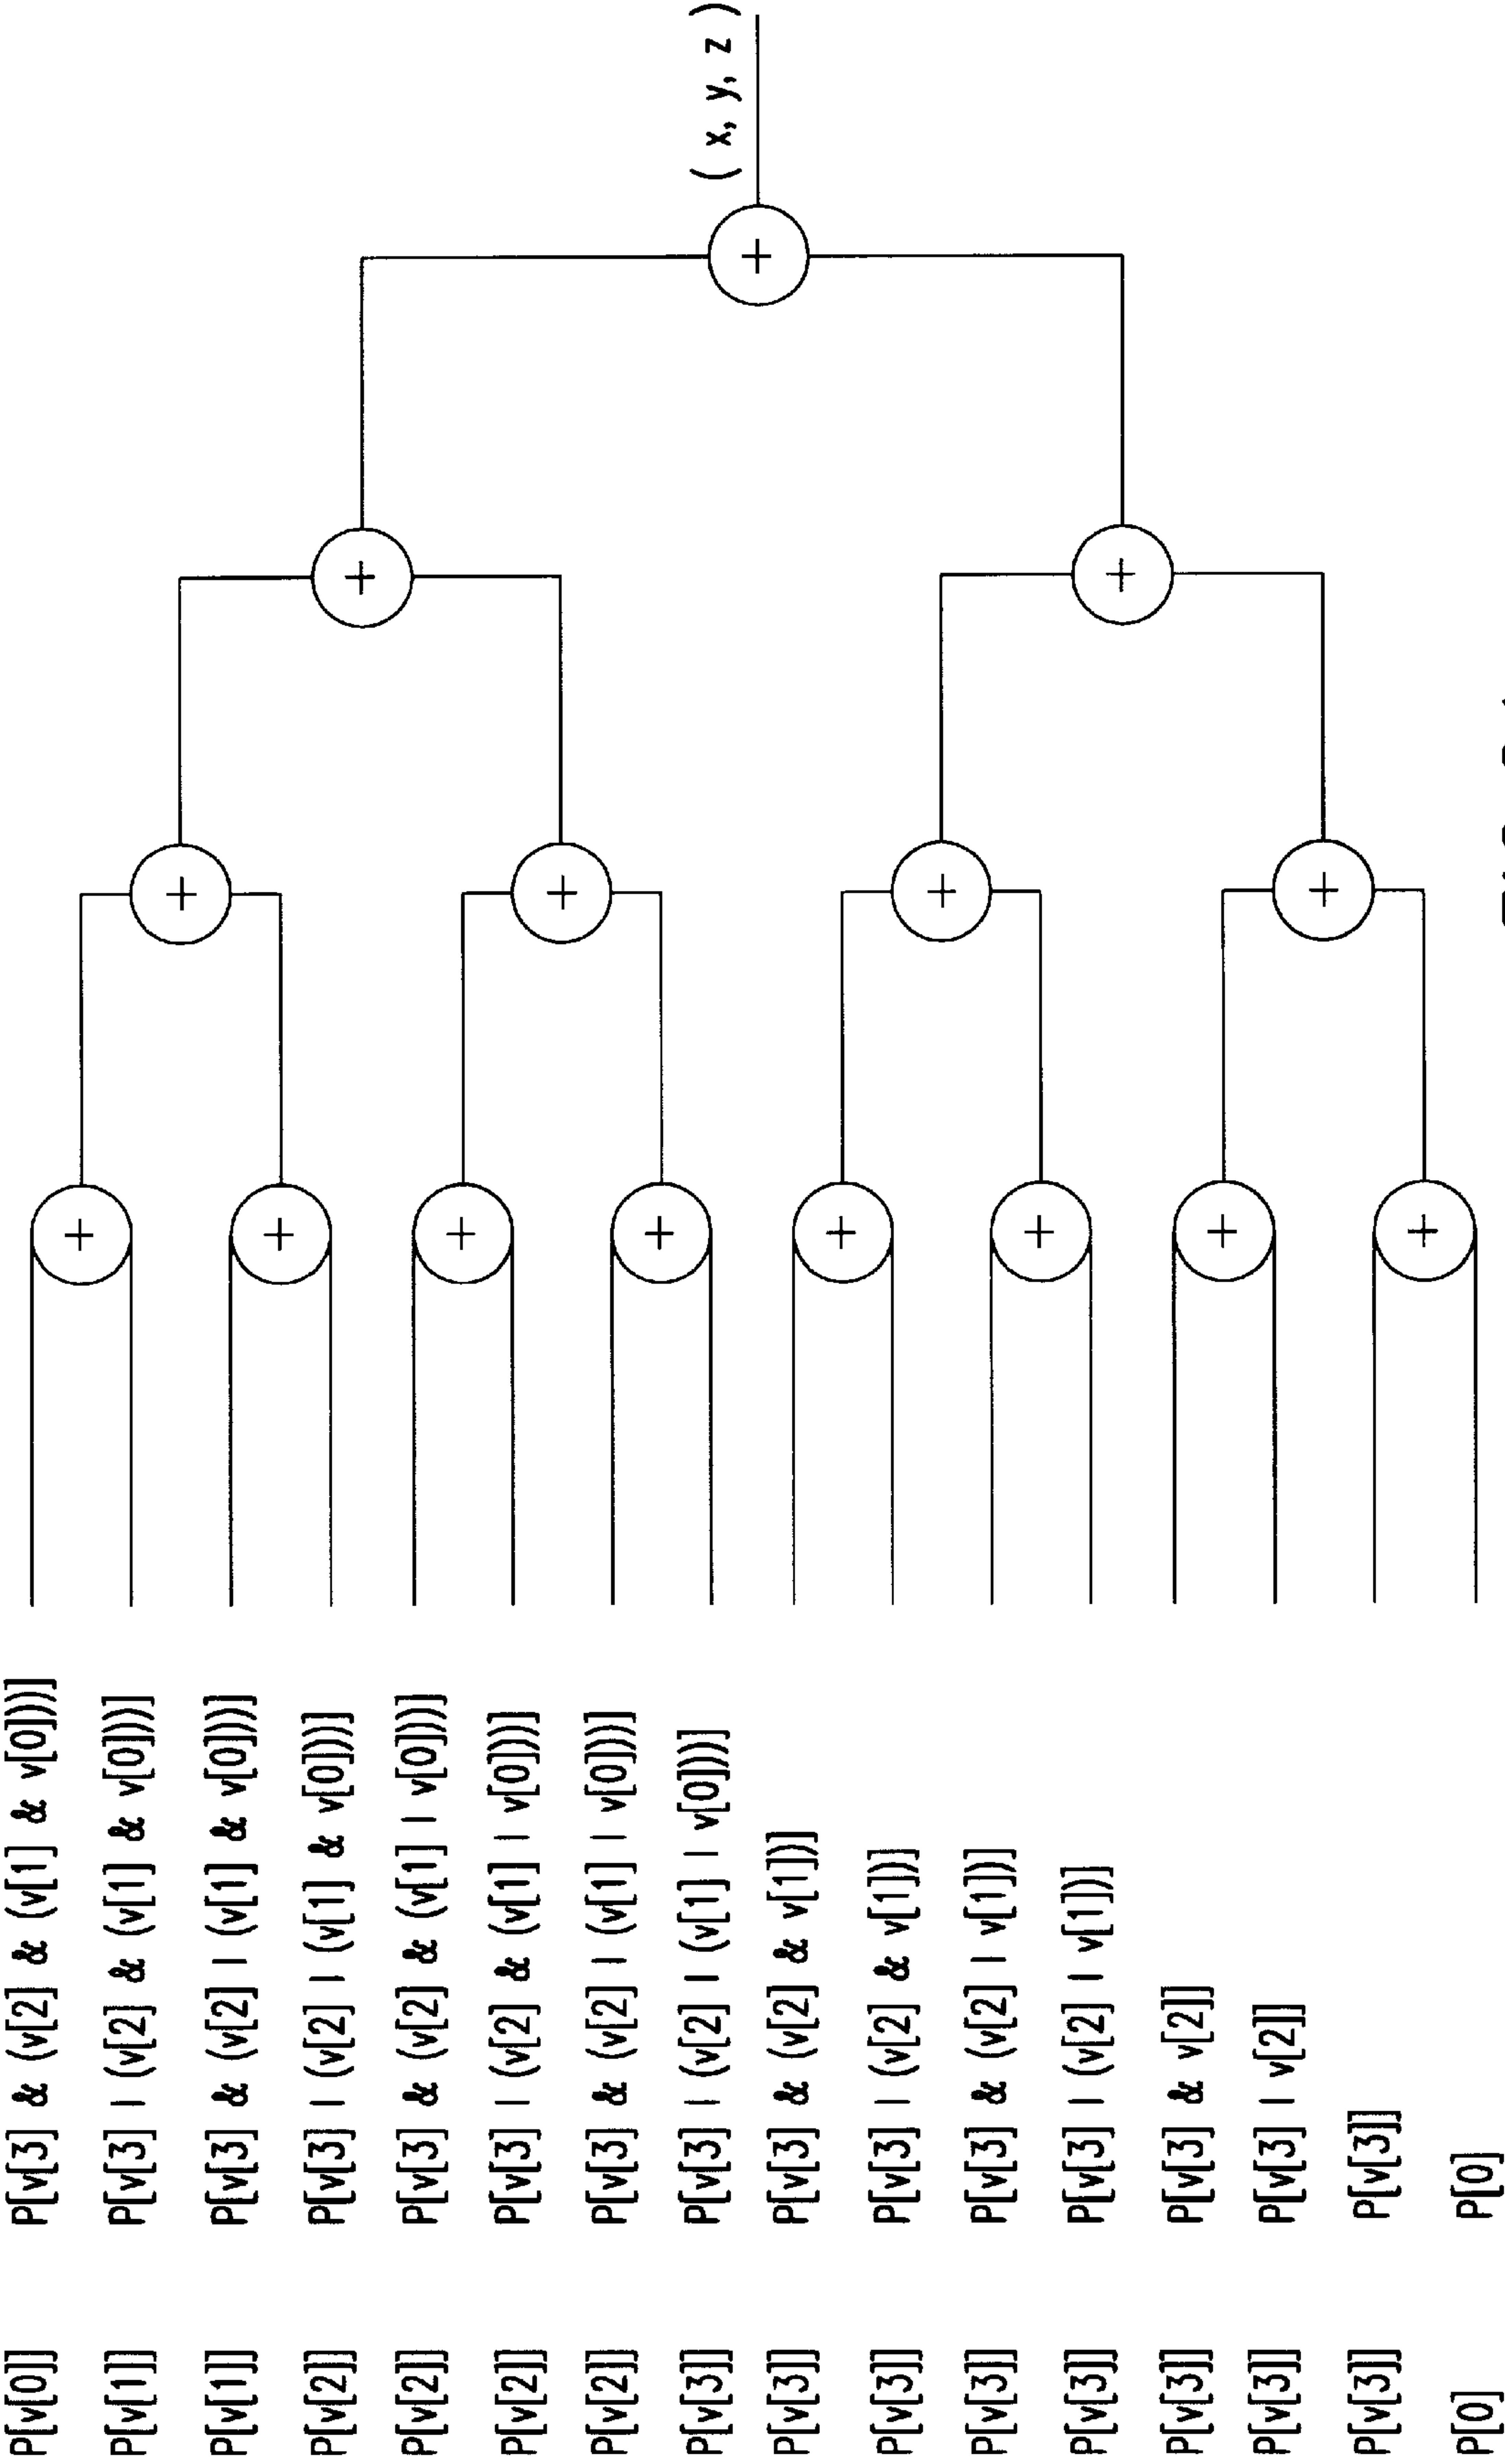 P[v[0]] P[v[3] & (v[2] & (v[1] & v[0]))]
P[v[1]] P[v[3] | (v[2] & (v[1] & v[0]))]
P[v[1]] P[v[3] & (v[2] | (v[1] & v[0]))]
P[v[2]] P[v[3] | (v[2] | (v[1] & v[0]))]
P[v[2]] P[v[3] & (v[2] & (v[1] | v[0]))]
P[v[2]] P[v[3] | (v[2] & (v[1] | v[0]))]
P[v[2]] P[v[3] & (v[2] | (v[1] | v[0]))]
P[v[3]] P[v[3] | (v[2] | (v[1] | v[0]))]
( x, y, z )
P[v[3]] P[v[3] & (v[2] & v[1])]
P[v[3]] P[v[3] | (v[2] & v[1])]
P[v[3]] P[v[3] & (v[2] | v[1])]
P[v[3]] P[v[3] | (v[2] | v[1])]
P[v[3]] P[v[3] & v[2]]
P[v[3]] P[v[3] | v[2]]
P[v[3]] P[v[3]]
P[0] P[0]